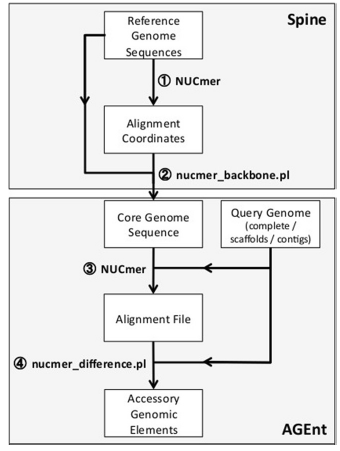 Spine
Reference
Genome
Sequences
① NUCmer
Alignment
Coordinates
② nucmer_backbone.pl
Core Genome
Sequence
Query Genome
(complete /
scaffolds / contigs)
③ NUCmer
Alignment File
④ nucmer_difference.pl
Accessory
Genomic
Elements
AGEnt